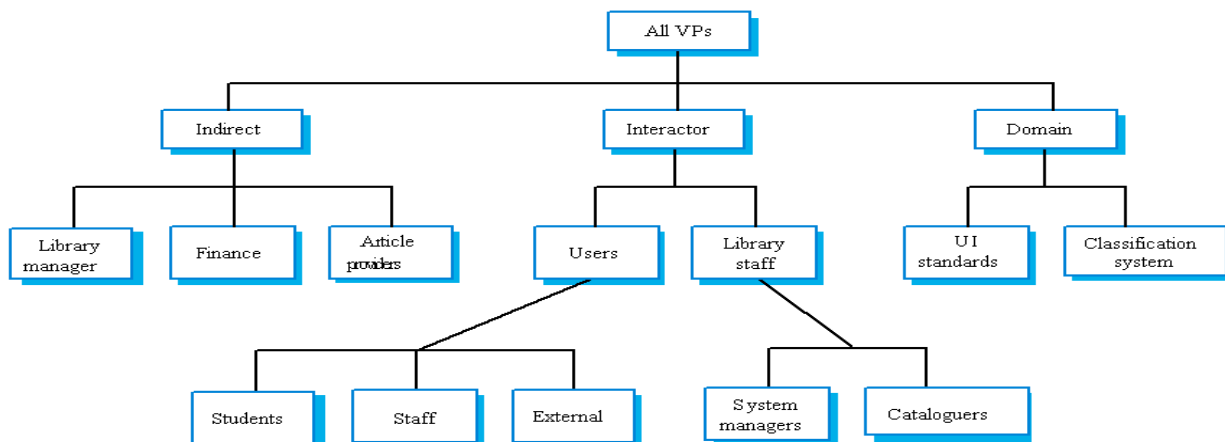 All VPs
Indirect
Interactor
Domain
Library
manager
Finance
Article
providers
Users
Library
staff
UI
standards
Classification
system
Students
Staff
External
System
managers
Cataloguers